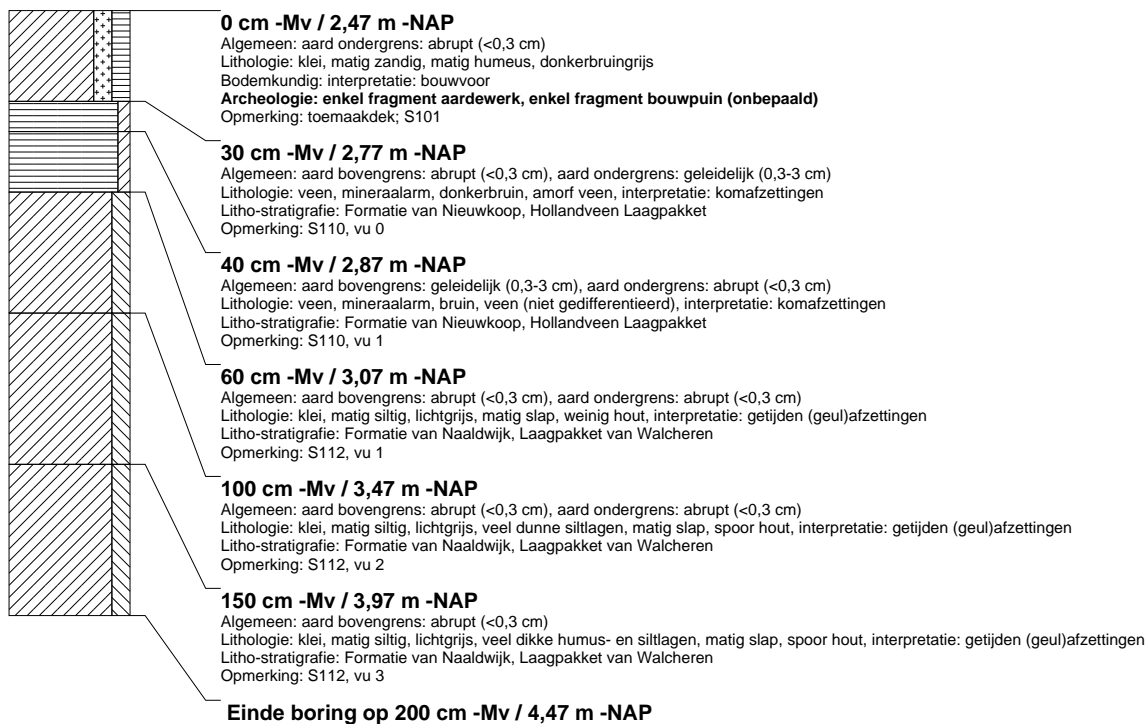 0 cm -Mv / 2,47 m -NAP
Algemeen: aard ondergrens: abrupt (<0,3 cm)
Lithologie: klei, matig zandig, matig humeus, donkerbruingrijs
Bodemkundig: interpretatie: bouwvoor
Archeologie: enkel fragment aardewerk, enkel fragment bouwpuin (onbepaald)
Opmerking: toemaakdek; S101
30 cm -Mv / 2,77 m -NAP
Algemeen: aard bovengrens: abrupt (<0,3 cm), aard ondergrens: geleidelijk (0,3-3 cm)
Lithologie: veen, mineraalarm, donkerbruin, amorf veen, interpretatie: komafzettingen
Litho-stratigrafie: Formatie van Nieuwkoop, Hollandveen Laagpakket
Opmerking: S110, vu 0
40 cm -Mv / 2,87 m -NAP
Algemeen: aard bovengrens: geleidelijk (0,3-3 cm), aard ondergrens: abrupt (<0,3 cm)
Lithologie: veen, mineraalarm, bruin, veen (niet gedifferentieerd), interpretatie: komafzettingen
Litho-stratigrafie: Formatie van Nieuwkoop, Hollandveen Laagpakket
Opmerking: S110, vu 1
60 cm -Mv / 3,07 m -NAP
Algemeen: aard bovengrens: abrupt (<0,3 cm), aard ondergrens: abrupt (<0,3 cm)
Lithologie: klei, matig siltig, lichtgrijs, matig slap, weinig hout, interpretatie: getijden (geul)afzettingen
Litho-stratigrafie: Formatie van Naaldwijk, Laagpakket van Walcheren
Opmerking: S112, vu 1
100 cm -Mv / 3,47 m -NAP
Algemeen: aard bovengrens: abrupt (<0,3 cm), aard ondergrens: abrupt (<0,3 cm)
Lithologie: klei, matig siltig, lichtgrijs, veel dunne siltlagen, matig slap, spoor hout, interpretatie: getijden (geul)afzettingen
Litho-stratigrafie: Formatie van Naaldwijk, Laagpakket van Walcheren
Opmerking: S112, vu 2
150 cm -Mv / 3,97 m -NAP
Algemeen: aard bovengrens: abrupt (<0,3 cm)
Lithologie: klei, matig siltig, lichtgrijs, veel dikke humus- en siltlagen, matig slap, spoor hout, interpretatie: getijden (geul)afzettingen
Litho-stratigrafie: Formatie van Naaldwijk, Laagpakket van Walcheren
Opmerking: S112, vu 3
Einde boring op 200 cm -Mv / 4,47 m -NAP